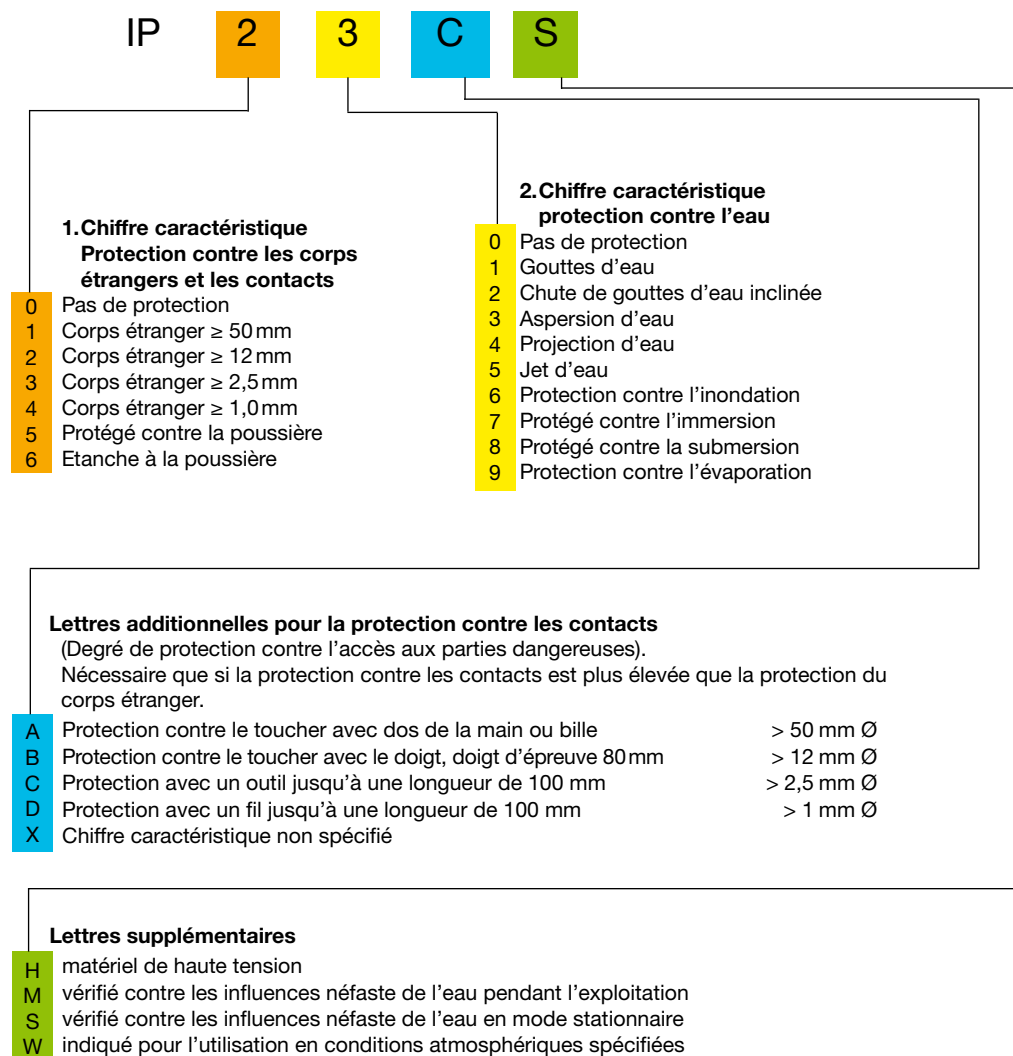 IP 2 3 C S
1. Chiffre caractéristique
Protection contre les corps
étrangers et les contacts
0 Pas de protection
1 Corps étranger ≥ 50 mm
2 Corps étranger ≥ 12 mm
3 Corps étranger ≥ 2,5 mm
4 Corps étranger ≥ 1,0 mm
5 Protégé contre la poussière
6 Etanche à la poussière
2. Chiffre caractéristique
protection contre l’eau
0 Pas de protection
1 Gouttes d’eau
2 Chute de gouttes d’eau inclinée
3 Aspersion d’eau
4 Projection d’eau
5 Jet d’eau
6 Protection contre l’inondation
7 Protégé contre l’immersion
8 Protégé contre la submersion
9 Protection contre l’évaporation
Lettres additionnelles pour la protection contre les contacts
(Degré de protection contre l’accès aux parties dangereuses).
Nécessaire que si la protection contre les contacts est plus élevée que la protection du
corps étranger.
A Protection contre le toucher avec dos de la main ou bille > 50 mm Ø
B Protection contre le toucher avec le doigt, doigt d’épreuve 80 mm > 12 mm Ø
C Protection avec un outil jusqu’à une longueur de 100 mm > 2,5 mm Ø
D Protection avec un fil jusqu’à une longueur de 100 mm > 1 mm Ø
X Chiffre caractéristique non spécifié
Lettres supplémentaires
H matériel de haute tension
M vérifié contre les influences néfaste de l’eau pendant l’exploitation
S vérifié contre les influences néfaste de l’eau en mode stationnaire
W indiqué pour l’utilisation en conditions atmosphériques spécifiées